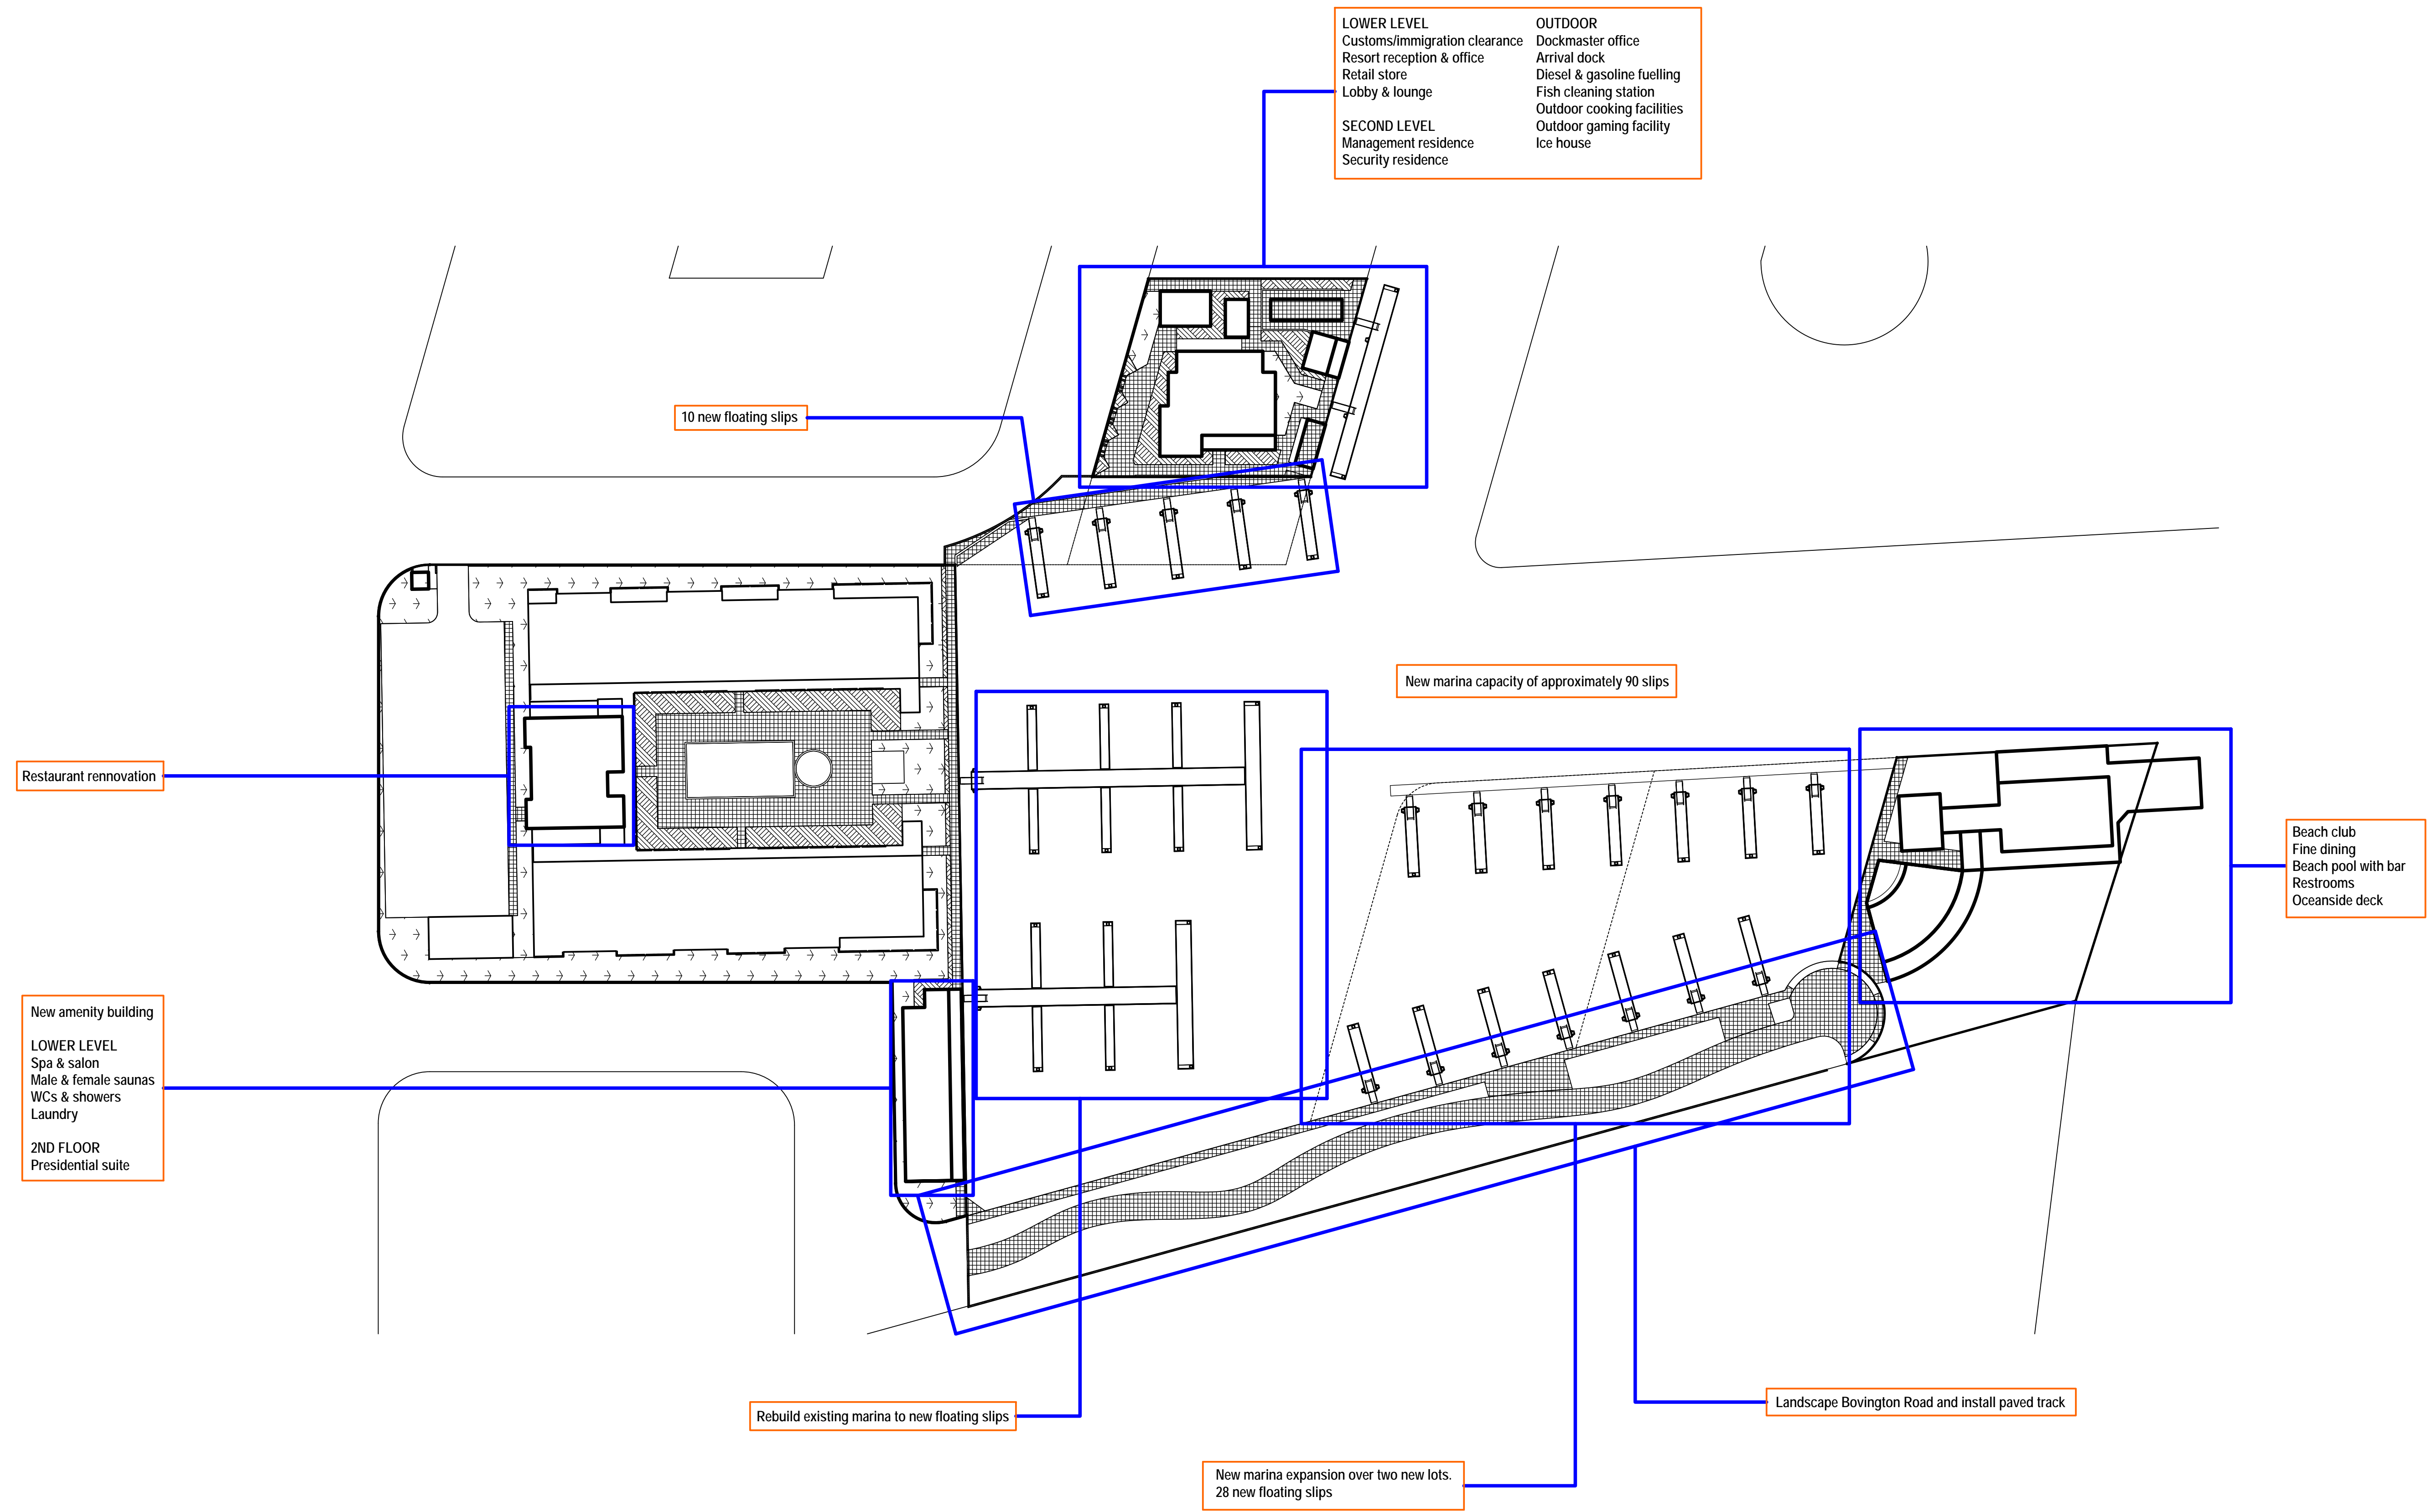 LOWER LEVEL
Customs/immigration clearance
Resort reception & office
Retail store
Lobby & lounge
SECOND LEVEL
Management residence
Security residence
OUTDOOR
Dockmaster office
Arrival dock
Diesel & gasoline fuelling
Fish cleaning station
Outdoor cooking facilities
Outdoor gaming facility
Ice house
10 new floating slips
New marina capacity of approximately 90 slips
Restaurant rennovation
Beach club
Fine dining
Beach pool with bar
Restrooms
Oceanside deck
New amenity building
LOWER LEVEL
Spa & salon
Male & female saunas
WCs & showers
Laundry
2ND FLOOR
Presidential suite
Rebuild existing marina to new floating slips
Landscape Bovington Road and install paved track
New marina expansion over two new lots.
28 new floating slips